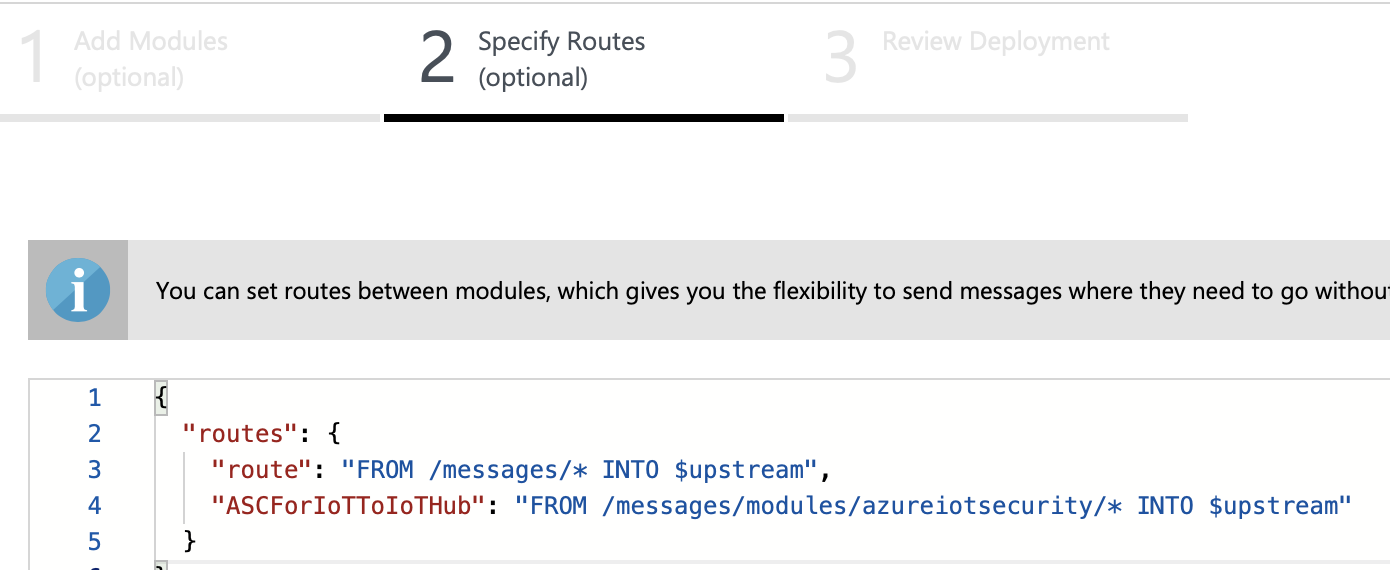 1 Add Modules
(optional)
2 Specify Routes
(optional)
3 Review Deployment
You can set routes between modules, which gives you the flexibility to send messages where they need to go without
1 {
2 "routes": {
3 "route": "FROM /messages/* INTO $upstream",
4 "ASCForIoTToIoTHub": "FROM /messages/modules/azureiotsecurity/* INTO $upstream"
5 }